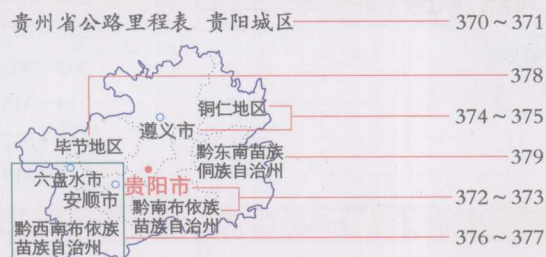 贵州省公路里程表 贵阳城区 370～371
378
铜仁地区
374～375
遵义市
毕节地区
黔东南苗族
侗族自治州
379
六盘水市
贵阳市
安顺市
372～373
黔南布依族
苗族自治州
黔西南布依族
苗族自治州
376～377